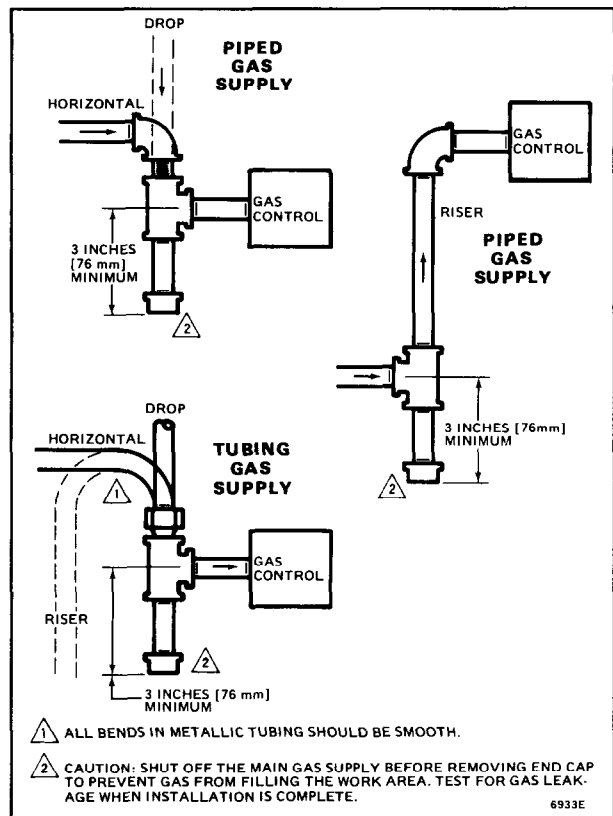 DROP
PIPED
GAS
SUPPLY
HORIZONTAL
GAS
CONTROL
3 INCHES
[76 mm]
MINIMUM
2
GAS
CONTROL
RISER
PIPED
GAS
SUPPLY
3 INCHES [76mm]
MINIMUM
2
DROP
HORIZONTAL
TUBING
GAS
SUPPLY
1
GAS
CONTROL
RISER
2
3 INCHES [76 mm]
MINIMUM
1 ALL BENDS IN METALLIC TUBING SHOULD BE SMOOTH.
2 CAUTION: SHUT OFF THE MAIN GAS SUPPLY BEFORE REMOVING END CAP
TO PREVENT GAS FROM FILLING THE WORK AREA. TEST FOR GAS LEAK-
AGE WHEN INSTALLATION IS COMPLETE.
6933E